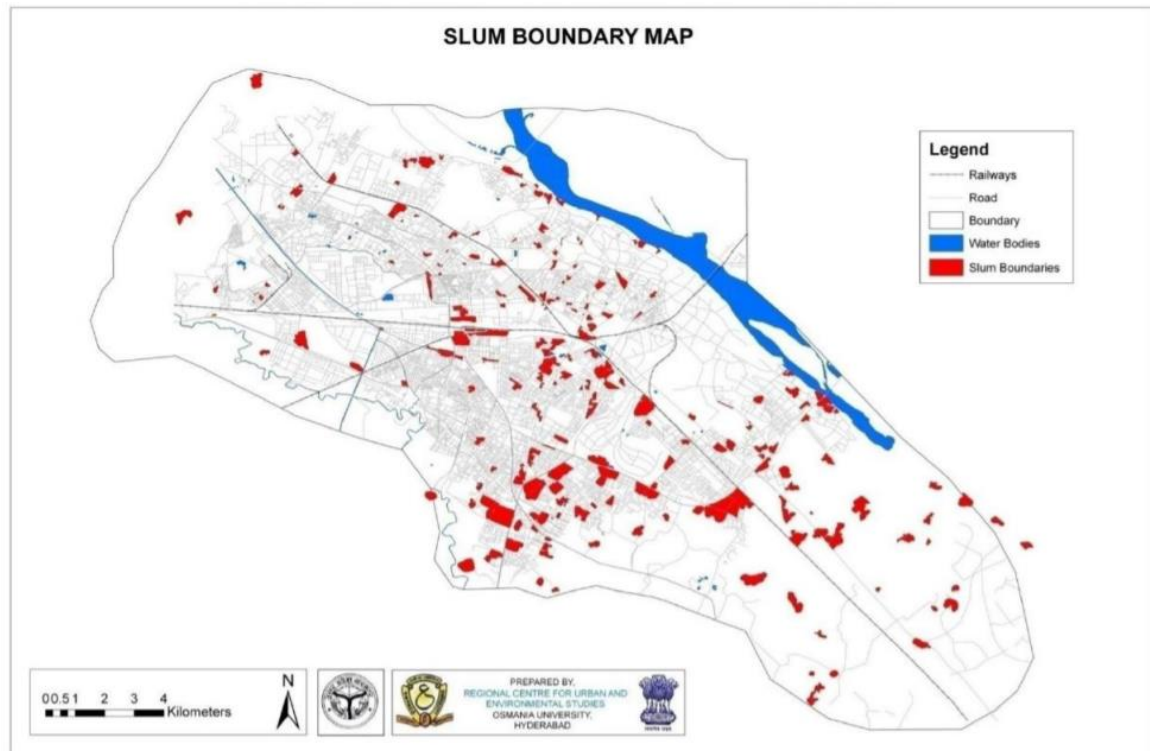 SLUM BOUNDARY MAP
Legend
Railways
Road
Boundary
Water Bodies
Slum Boundaries
N
00.51 2 3 4
Kilometers
PREPARED BY,
REGIONAL CENTRE FOR URBAN AND
ENVIRONMENTAL STUDIES
OSMANIA UNIVERSITY,
HYDERABAD